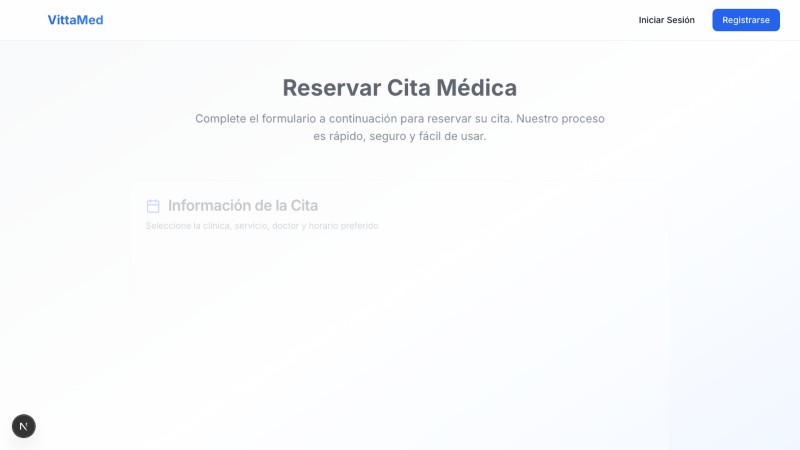 VittaMed
Iniciar Sesión
Registrarse
Reservar Cita Médica
Complete el formulario a continuación para reservar su cita. Nuestro proceso
es rápido, seguro y fácil de usar.
Información de la Cita
Seleccione la clínica, servicio, doctor y horario preferido
N